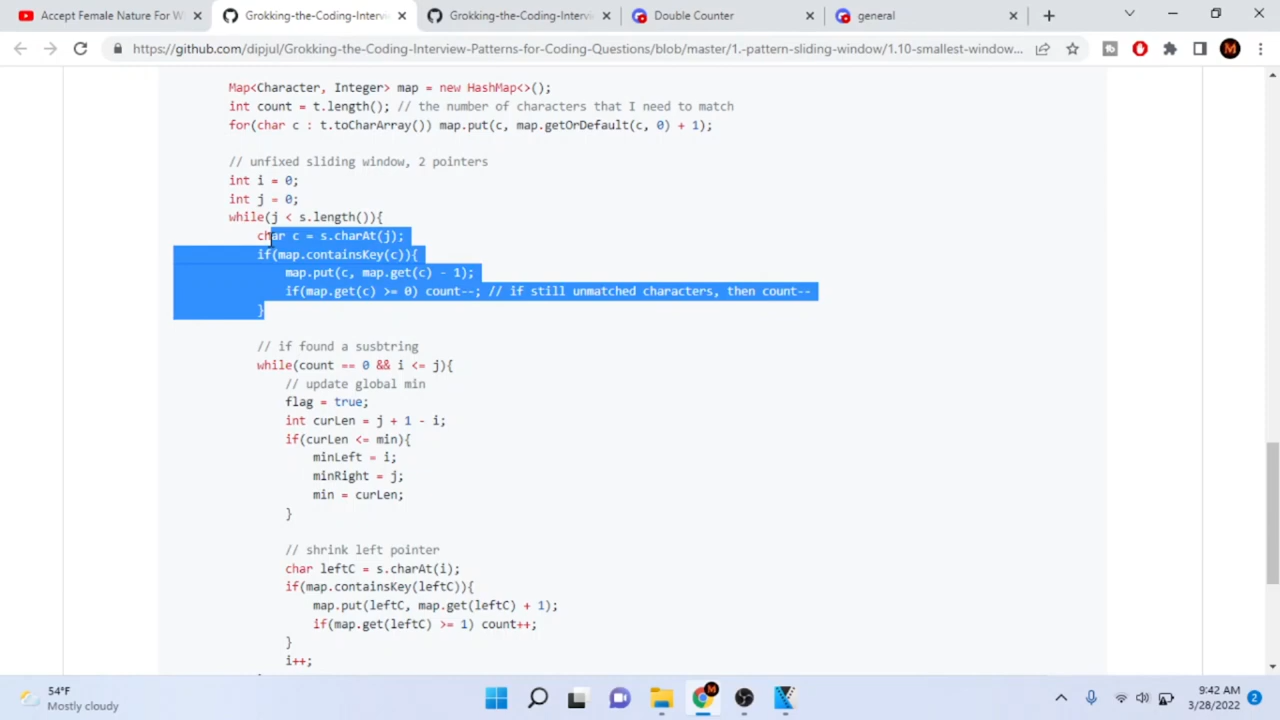 Accept Female Nature For W
Grokking-the-Coding-Intervi
Grokking-the-Coding-Intervi
Double Counter
general
https://github.com/dipjul/Grokking-the-Coding-Interview-Patterns-for-Coding-Questions/blob/master/1.-pattern-sliding-window/1.10-smallest-window...
M
Map<Character, Integer> map = new HashMap<>();
int count = t.length(); // the number of characters that I need to match
for(char c : t.toCharArray()) map.put(c, map.getOrDefault(c, 0) + 1);
// unfixed sliding window, 2 pointers
int i = 0;
int j = 0;
while(j < s.length()){
char c = s.charAt(j);
if(map.containsKey(c)){
map.put(c, map.get(c) - 1);
if(map.get(c) >= 0) count--; // if still unmatched characters, then count--
}
// if found a susbtring
while(count == 0 && i <= j){
// update global min
flag = true;
int curLen = j + 1 - i;
if(curLen <= min){
minLeft = i;
minRight = j;
min = curLen;
}
// shrink left pointer
char leftC = s.charAt(i);
if(map.containsKey(leftC)){
map.put(leftC, map.get(leftC) + 1);
if(map.get(leftC) >= 1) count++;
}
i++;
54°F
Mostly cloudy
M
9:42 AM
3/28/2022
2